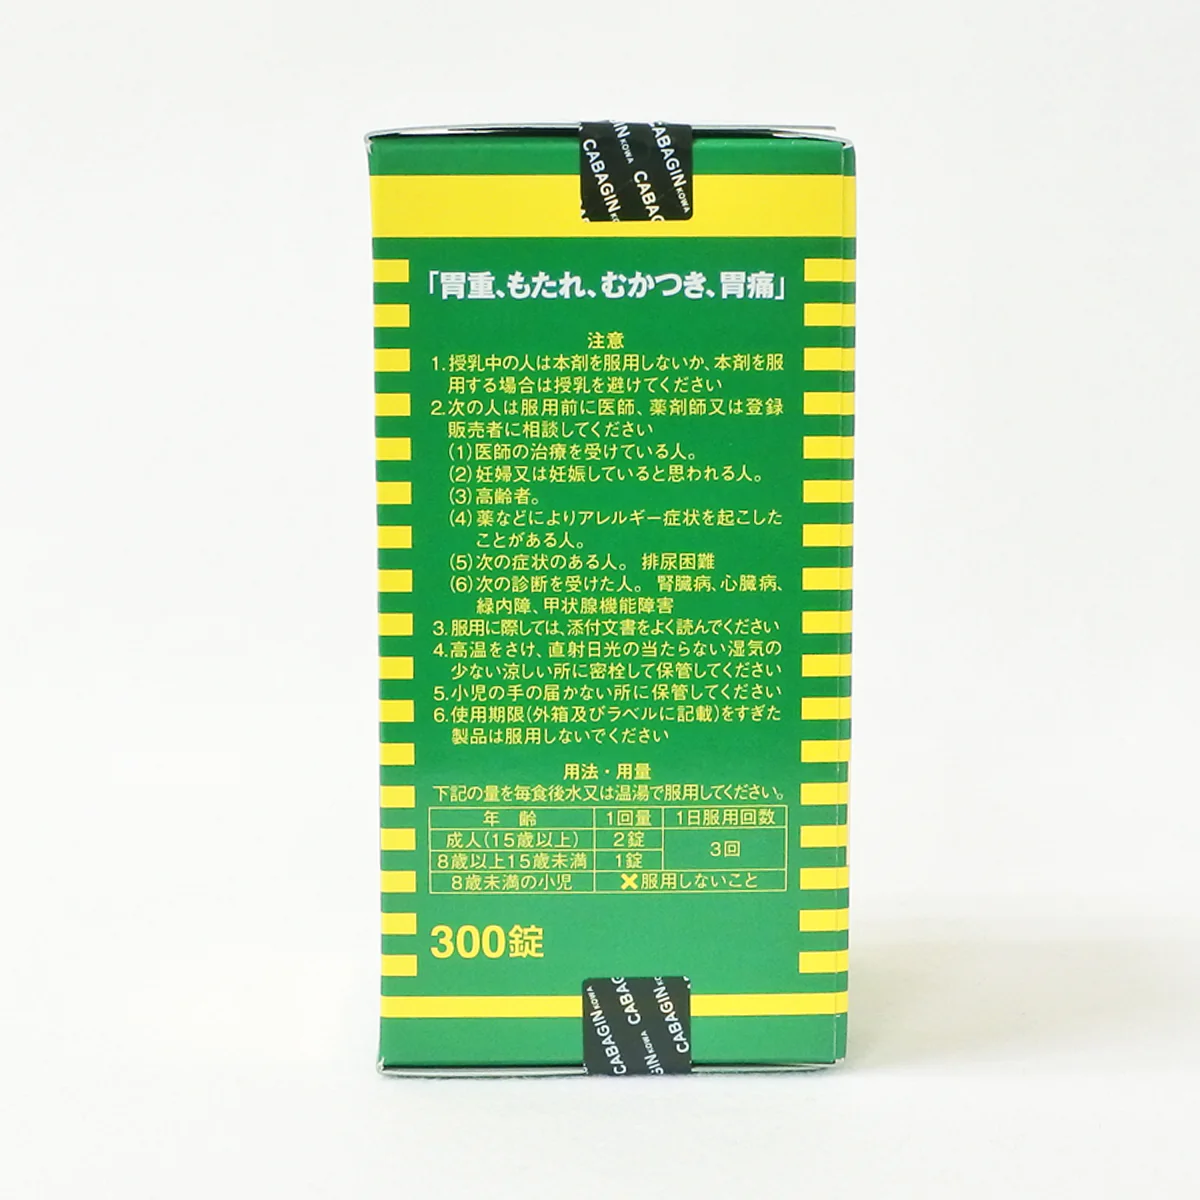 CABAGIN KOWA CABAGIN KOWA
CABAGIN
「胃重、もたれ、むかつき、胃痛」
注意
1.授乳中の人は本剤を服用しないか、本剤を服
用する場合は授乳を避けてください
2.次の人は服用前に医師、薬剤師又は登録
販売者に相談してください
(1)医師の治療を受けている人。
(2)妊婦又は妊娠していると思われる人。
(3)高齢者。
(4)薬などによりアレルギー症状を起こした
ことがある人。
(5)次の症状のある人。 排尿困難
(6)次の診断を受けた人。 腎臓病、心臓病、
緑内障、甲状腺機能障害
3.服用に際しては、添付文書をよく読んでください
4.高温をさけ、直射日光の当たらない湿気の
少ない涼しい所に密栓して保管してください
5.小児の手の届かない所に保管してください
6.使用期限(外箱及びラベルに記載)をすぎた
製品は服用しないでください
用法・用量
下記の量を毎食後水又は温湯で服用してください。
年 齢 1回量 1日服用回数
成人(15歳以上) 2錠 3回
8歳以上15歳未満 1錠
8歳未満の小児 ×服用しないこと
300錠
CABAGIN KOWA CABAGIN
CABAGIN KOWA CABAGIN